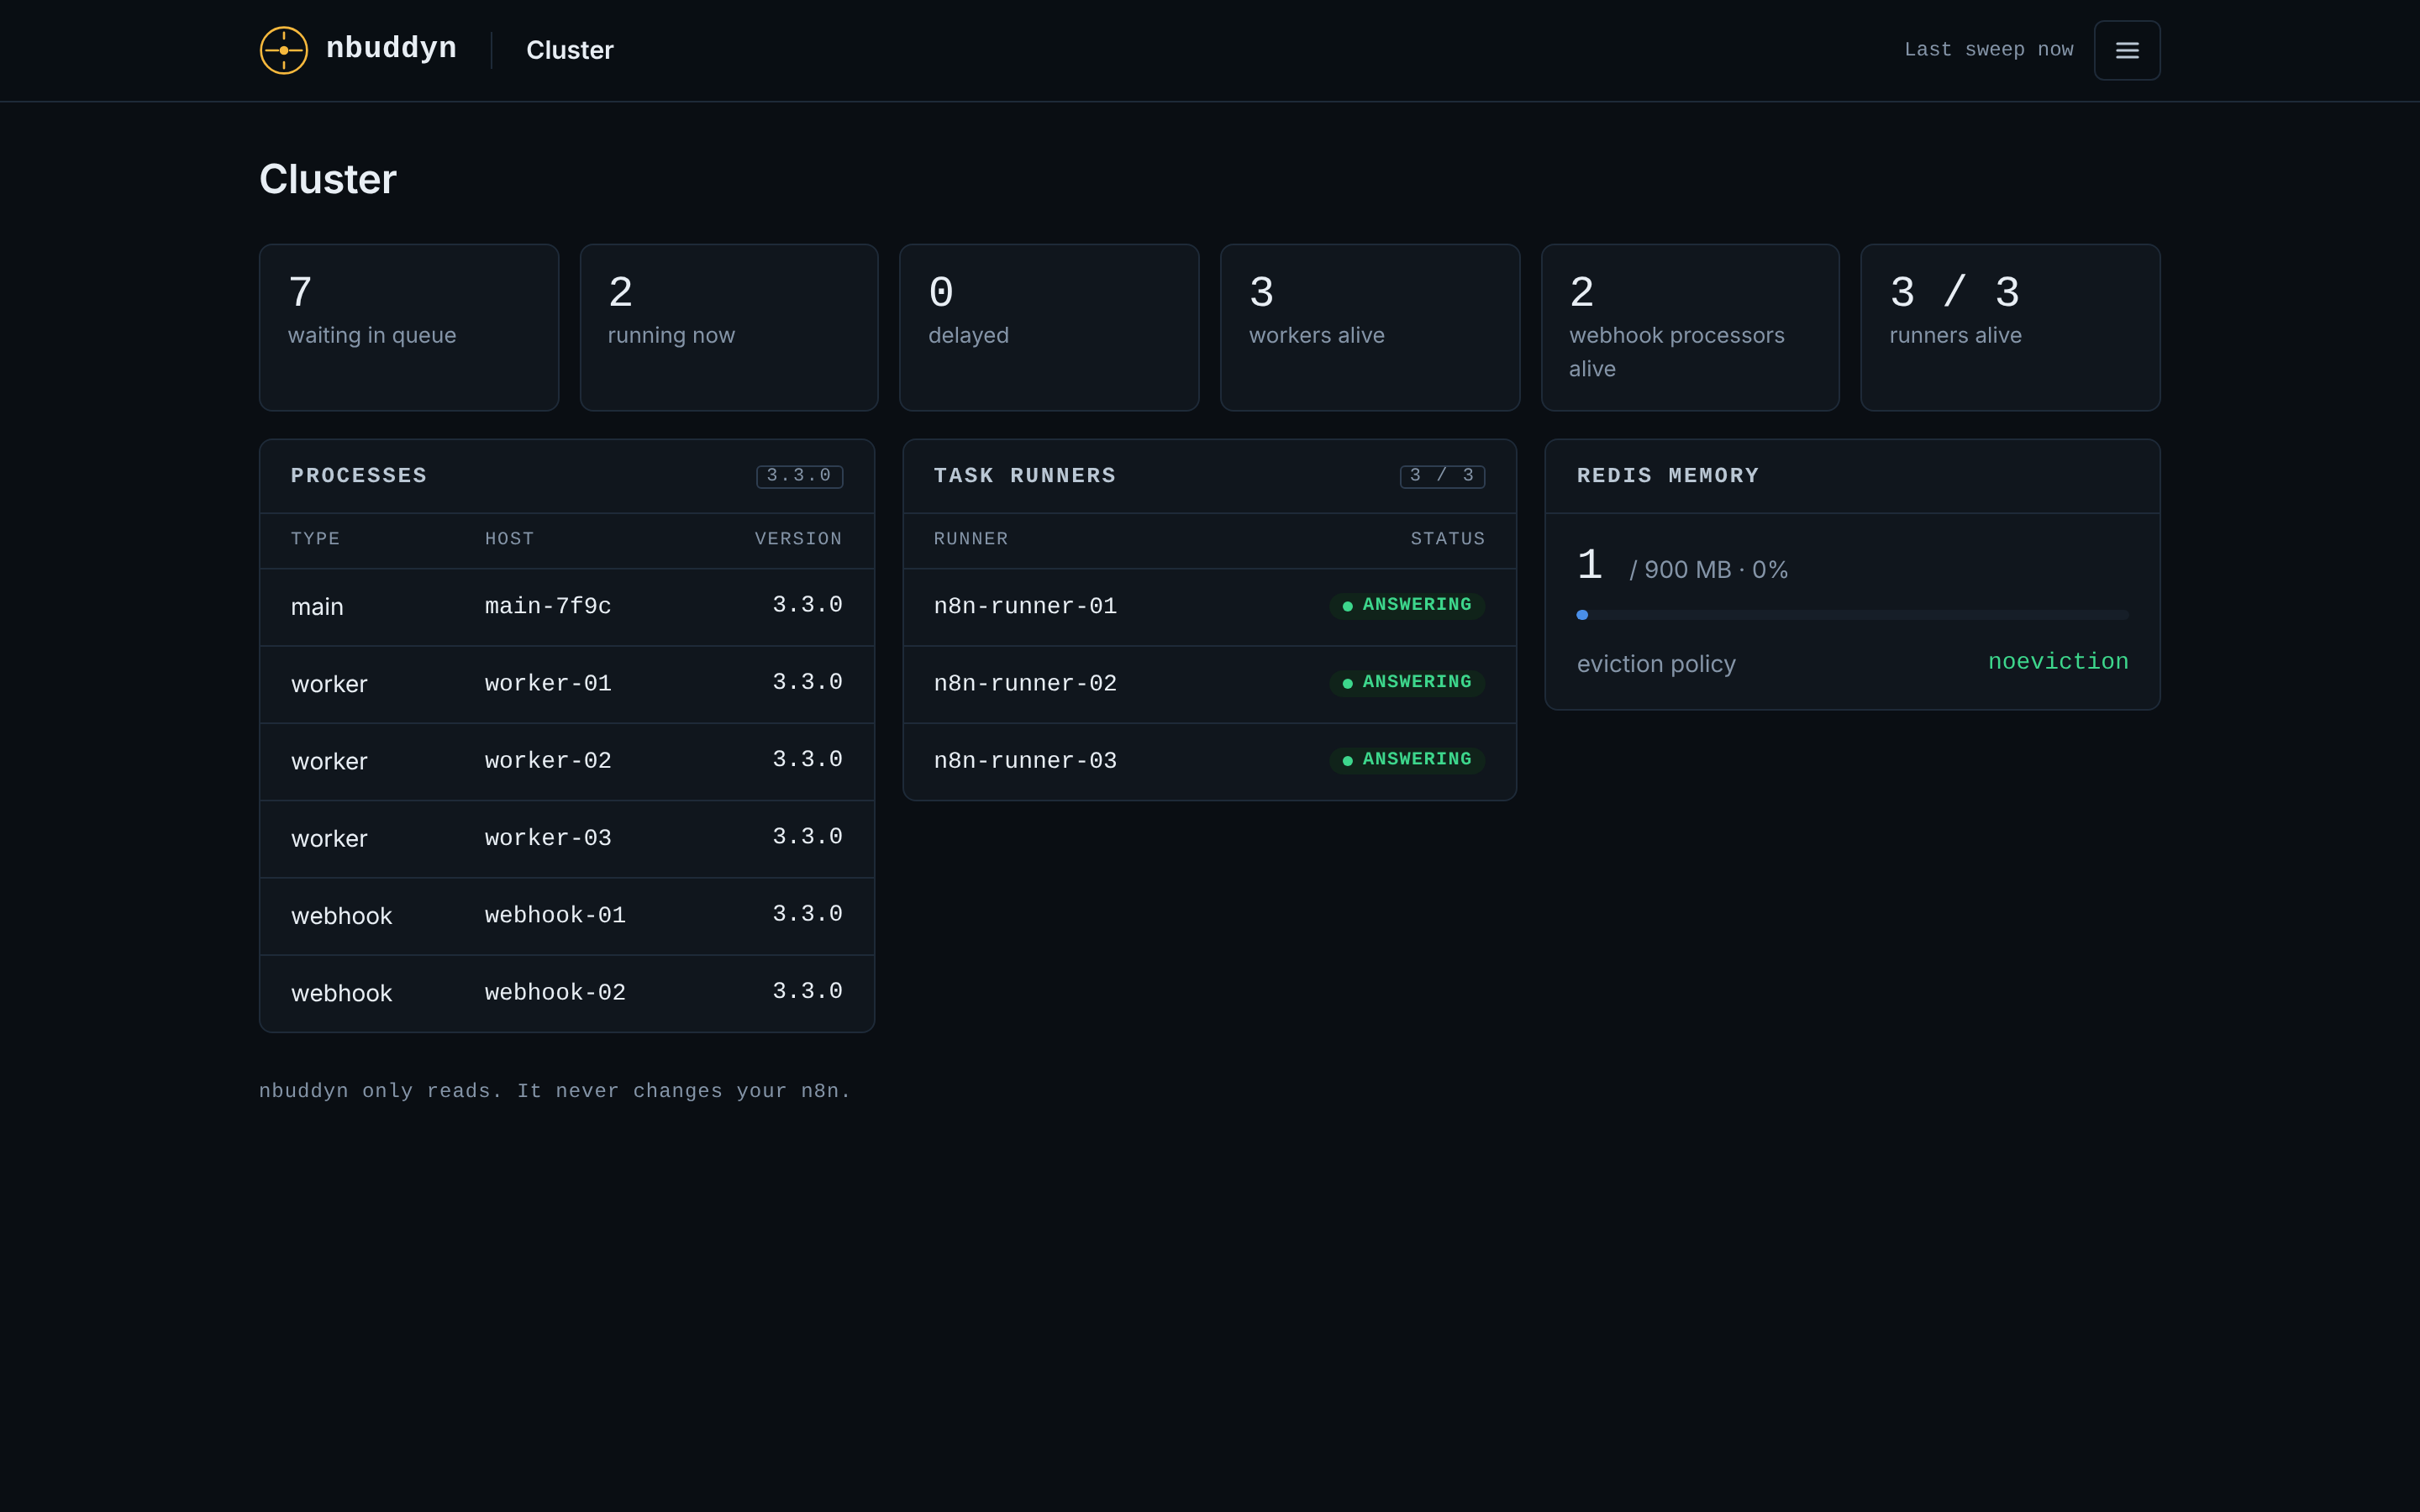 nbuddyn
Cluster
Last sweep now
Cluster
7
waiting in queue
2
running now
0
delayed
3
workers alive
2
webhook processors
alive
3 / 3
runners alive
PROCESSES 3.3.0
TYPE HOST VERSION
main main-7f9c 3.3.0
worker worker-01 3.3.0
worker worker-02 3.3.0
worker worker-03 3.3.0
webhook webhook-01 3.3.0
webhook webhook-02 3.3.0
TASK RUNNERS 3 / 3
RUNNER STATUS
n8n-runner-01 ANSWERING
n8n-runner-02 ANSWERING
n8n-runner-03 ANSWERING
REDIS MEMORY
1 / 900 MB · 0%
eviction policy noeviction
nbuddyn only reads. It never changes your n8n.